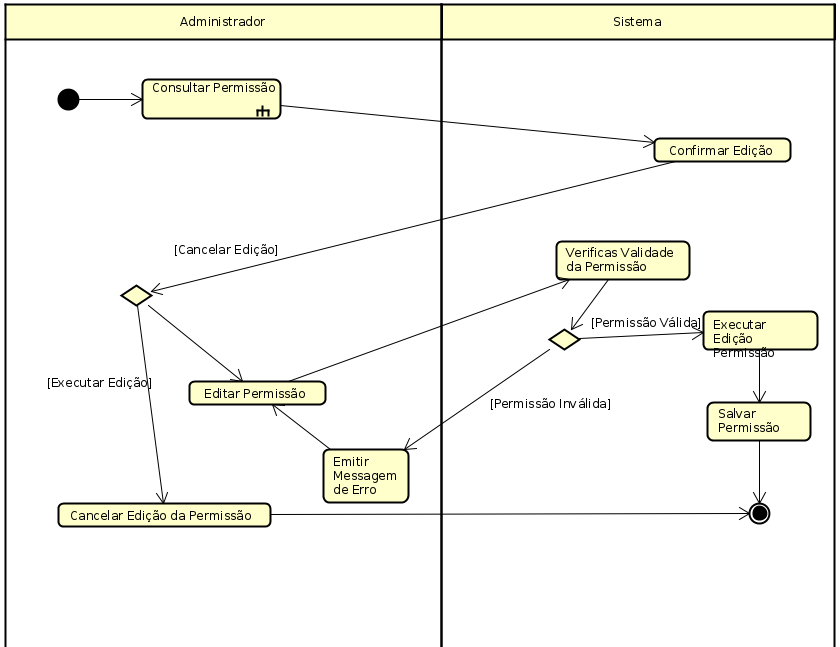 Administrador
Sistema
Consultar Permissão
Confirmar Edição
[Cancelar Edição]
Verificas Validade
da Permissão
[Permissão Válida]
Executar
Edição
Permissão
[Executar Edição]
Editar Permissão
[Permissão Inválida]
Salvar
Permissão
Emitir
Messagem
de Erro
Cancelar Edição da Permissão